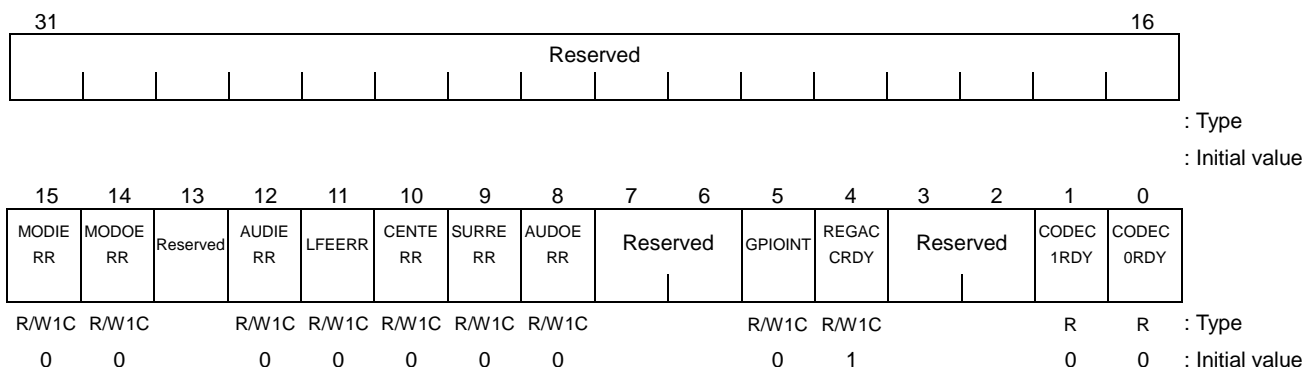 31 16
Reserved
: Type
: Initial value
15 14 13 12 11 10 9 8 7 6 5 4 3 2 1 0
MODIE MODOE Reserved AUDIE LFEERR CENTE SURRE AUDOE Reserved GPIOINT REGAC Reserved CODEC CODEC
RR RR RR RR RR RR CRDY 1RDY 0RDY
R/W1C R/W1C R/W1C R/W1C R/W1C R/W1C R/W1C R/W1C R/W1C R R : Type
0 0 0 0 0 0 0 0 1 0 0 : Initial value